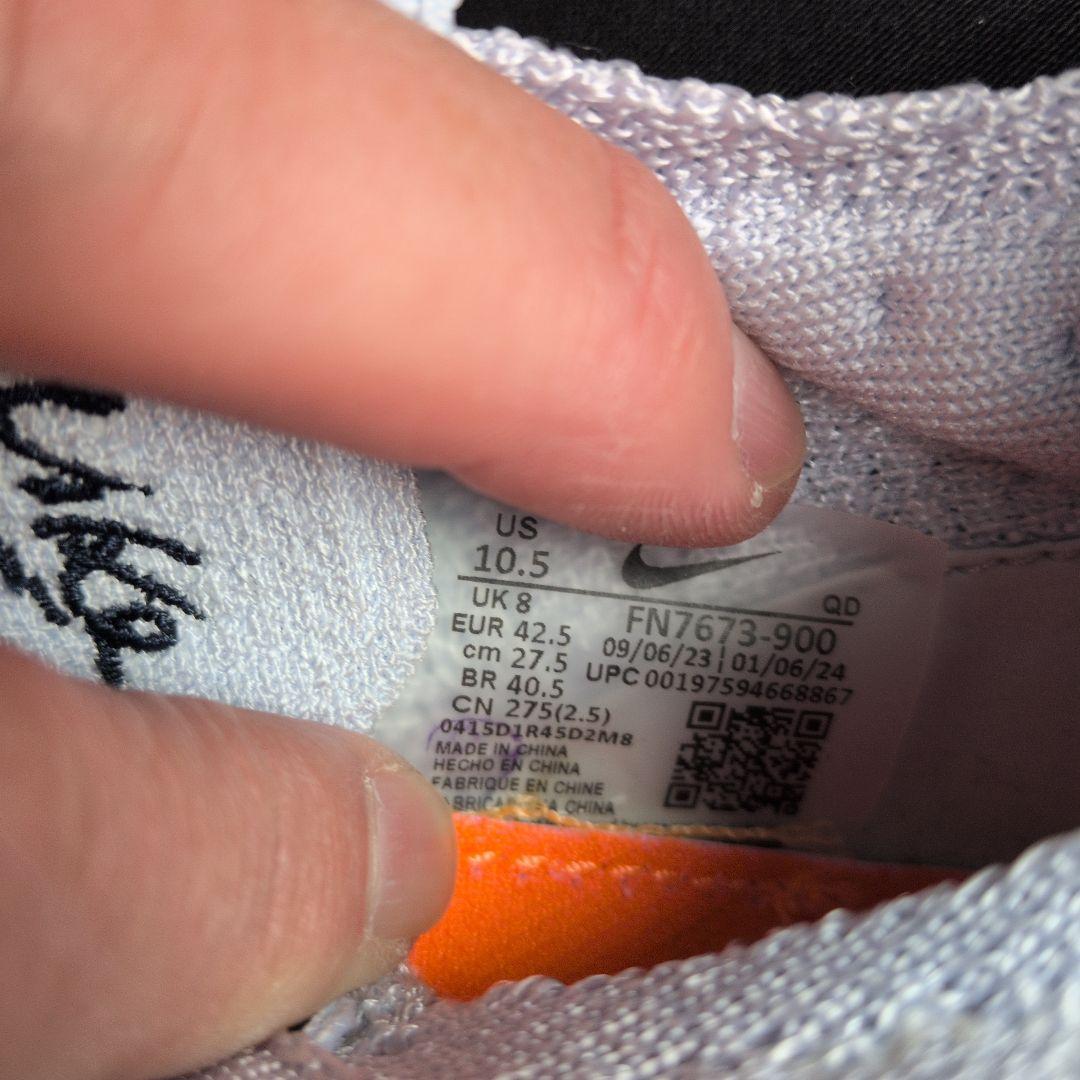 US
10.5
UK 8
EUR 42.5
cm 27.5
BR 40.5
CN 275(2.5)
0415D1R45D2M8
MADE IN CHINA
HECHO EN CHINA
FABRIQUE EN CHINE
CHINA
QD
FN7673-900
09/06/23 | 01/06/24
UPC 00197594668867